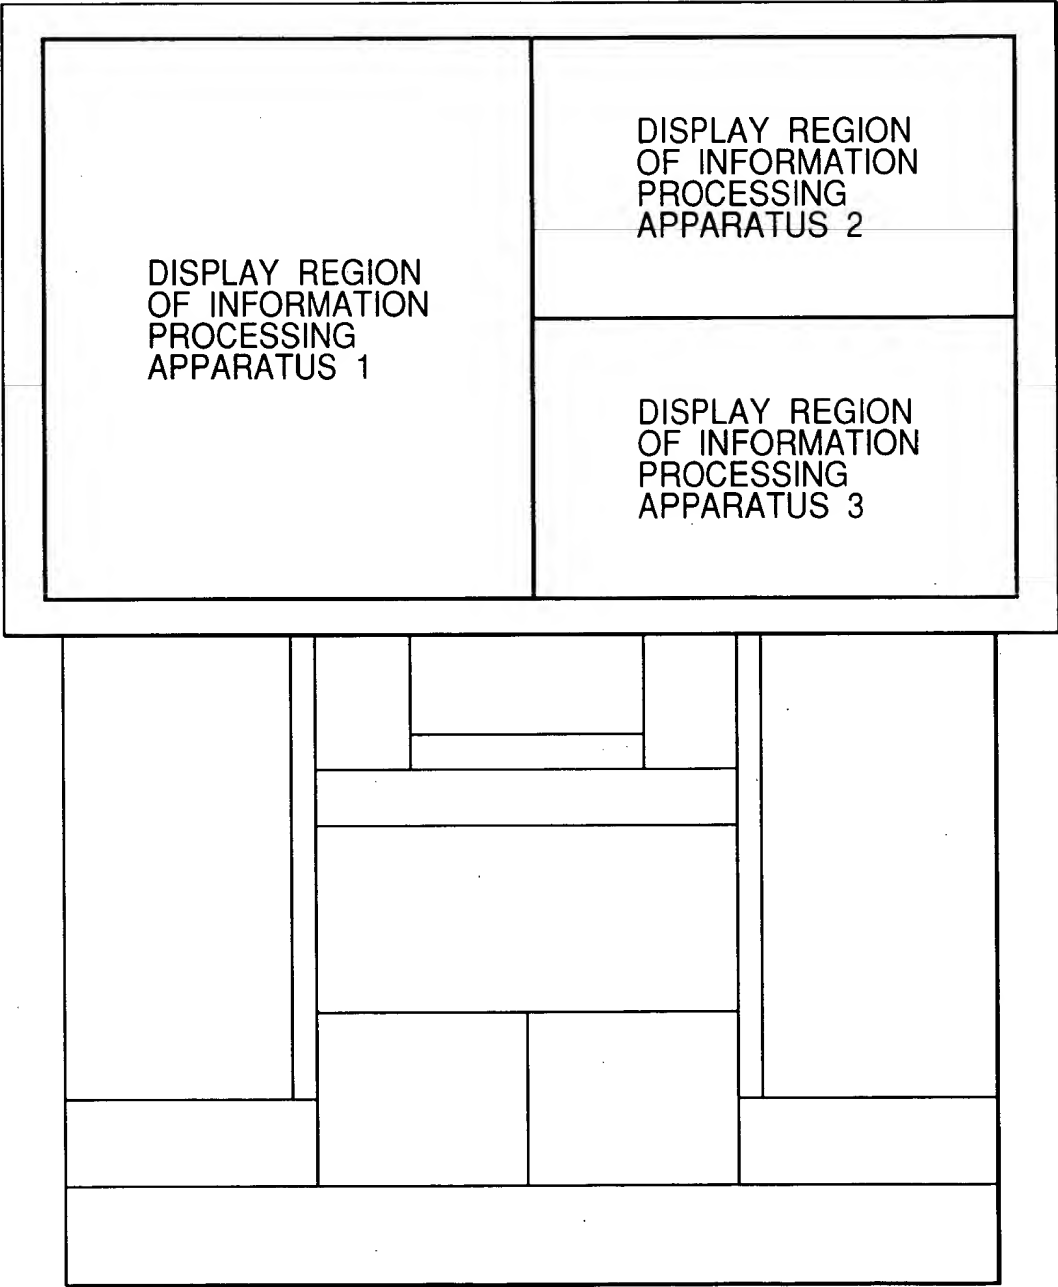 DISPLAY REGION
OF INFORMATION
PROCESSING
APPARATUS 1
DISPLAY REGION
OF INFORMATION
PROCESSING
APPARATUS 2
DISPLAY REGION
OF INFORMATION
PROCESSING
APPARATUS 3